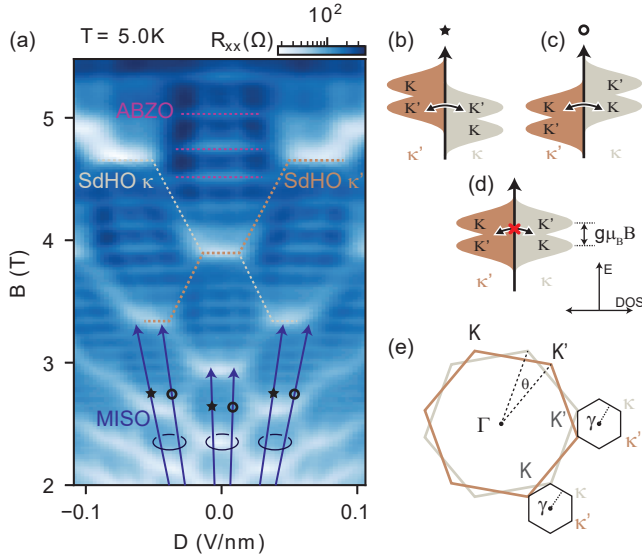 (a)
T = 5.0K
Rxx(Ω)
10²
(b)
(c)
ABZO
SdHO κ
SdHO κ'
MISO
5
4
3
2
B (T)
−0.1
0.0
0.1
D (V/nm)
K
K'
K'
K
κ'
κ
K'
K
K
K'
κ'
κ
(d)
K
K'
K'
K
gμBB
κ'
κ
E
DOS
(e)
K
K'
θ
Γ
K'
γ
κ
κ'
K
γ
κ
κ'